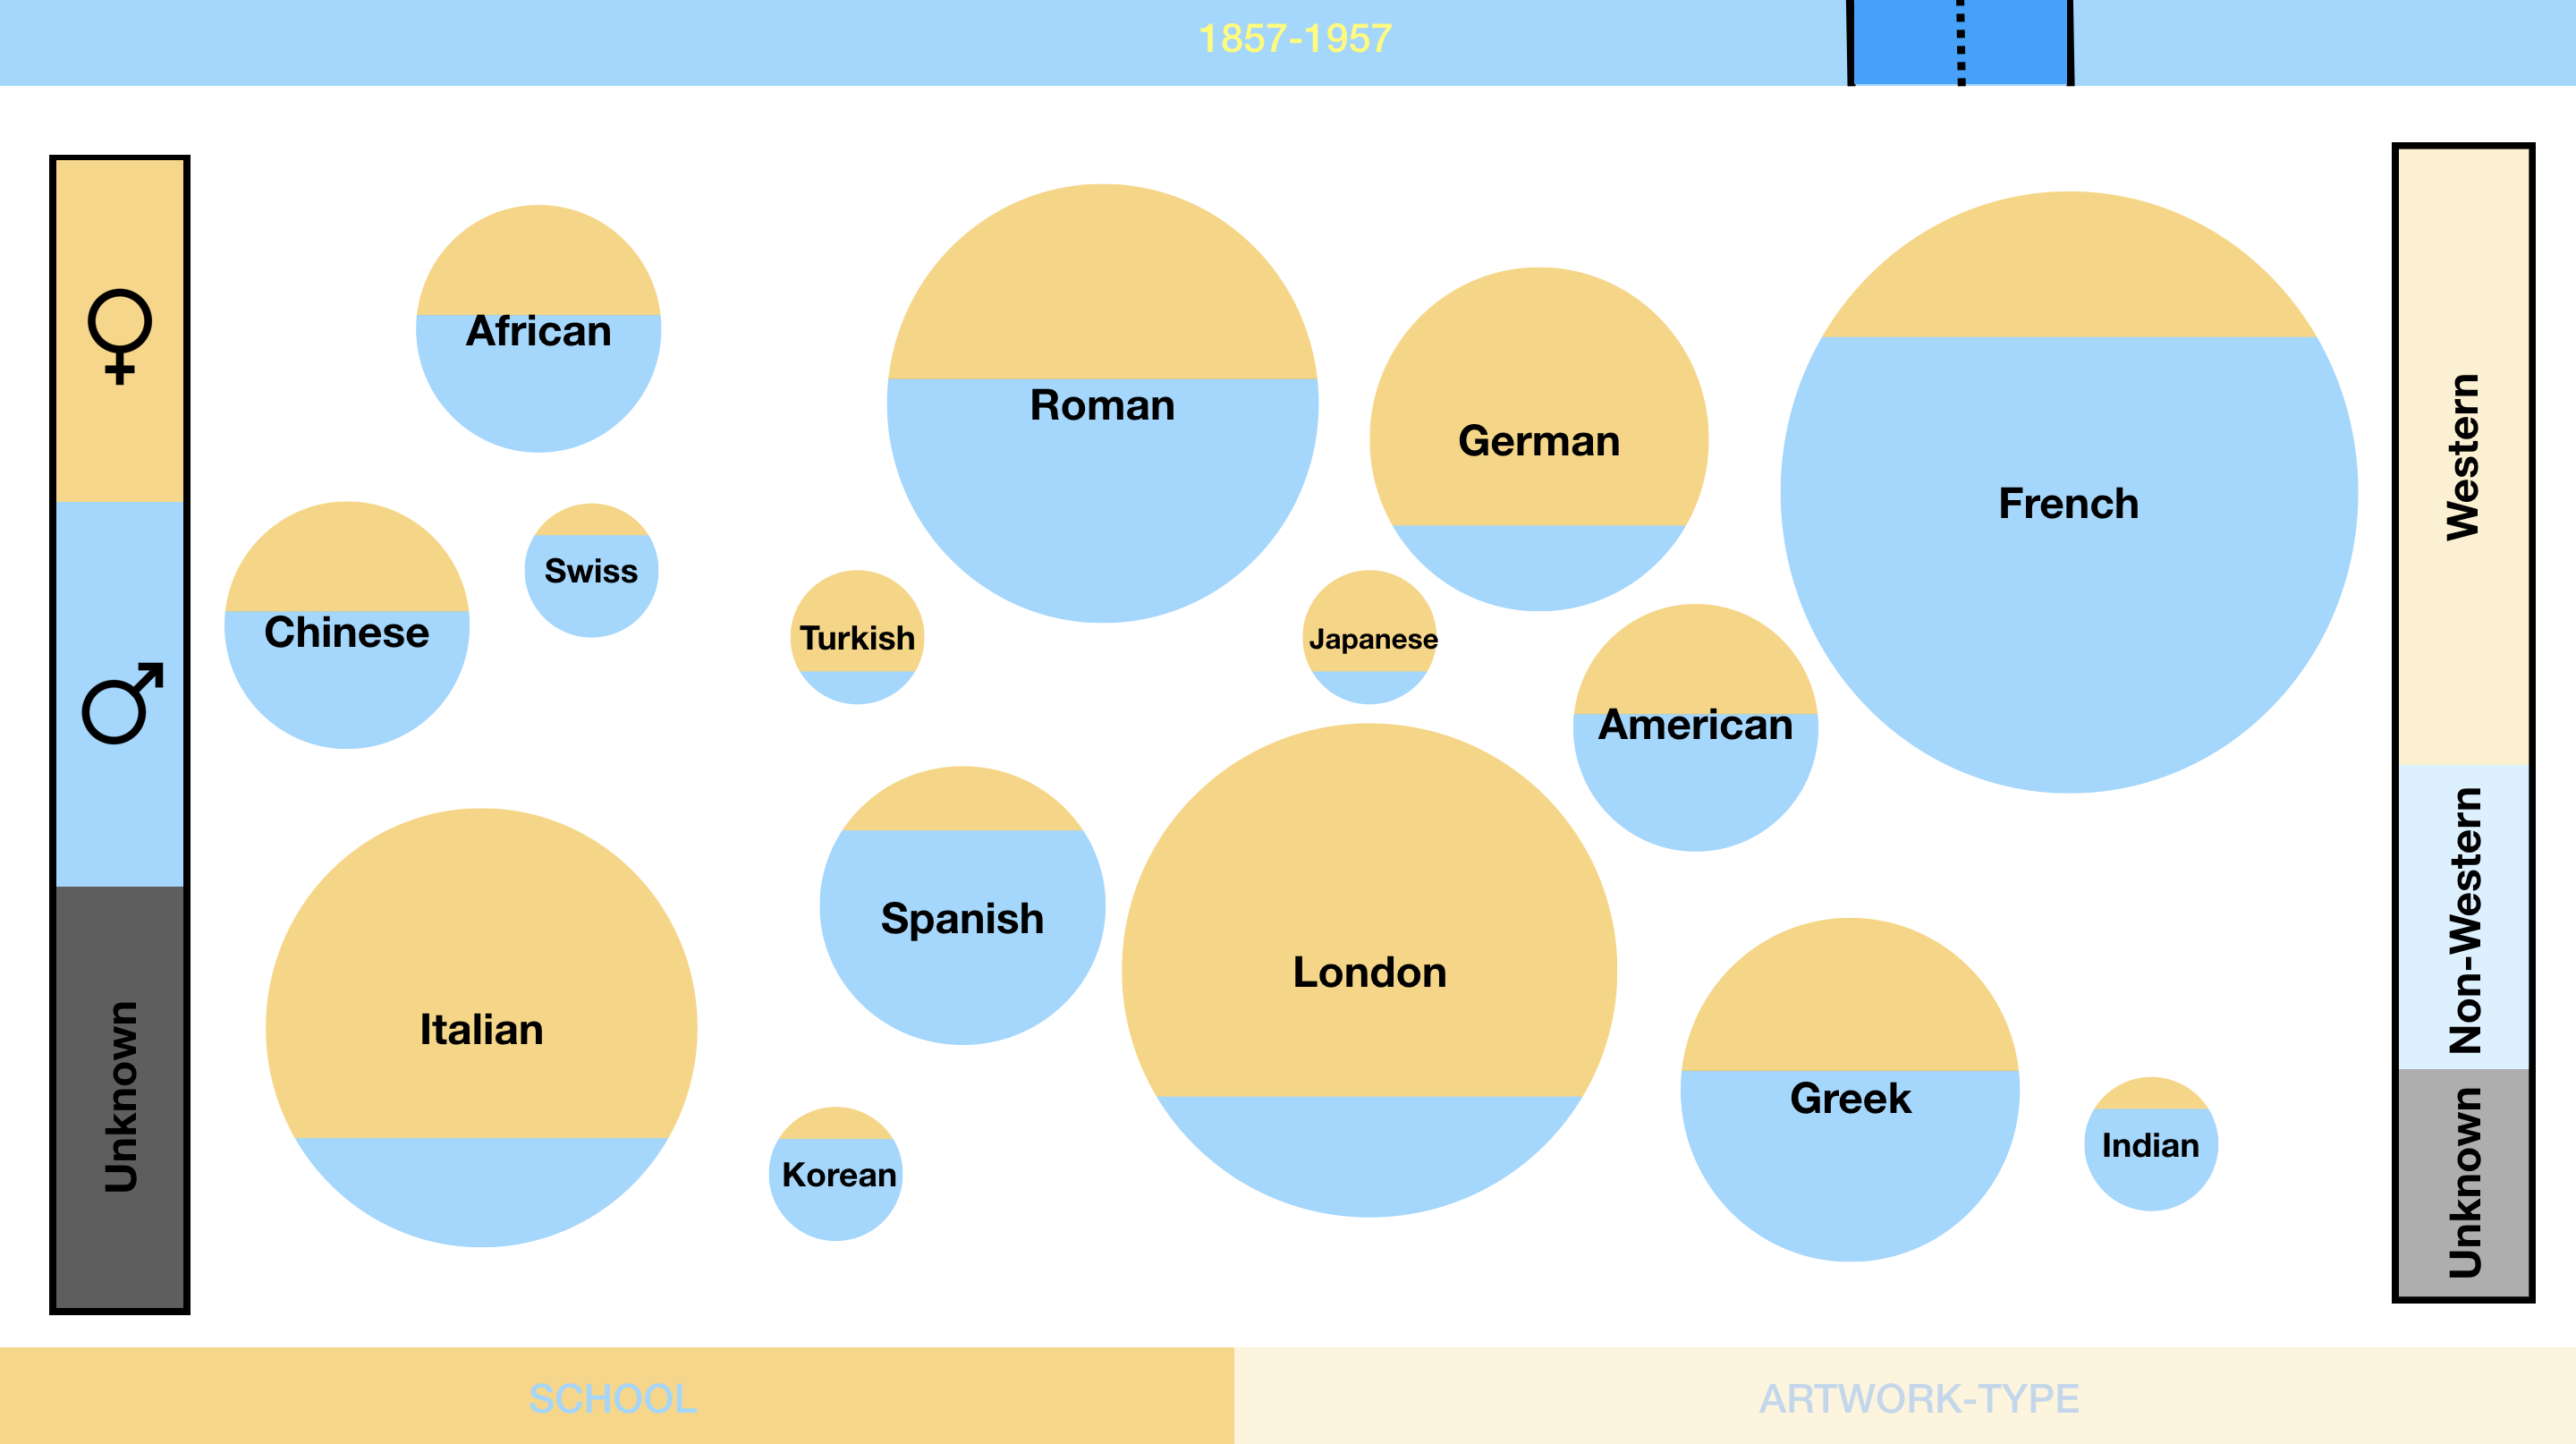 1857-1957
African
Roman
German
French
Western
Swiss
Chinese
Turkish
Japanese
American
Non-Western
Spanish
London
Italian
Greek
Unknown
Korean
Indian
Unknown
SCHOOL
ARTWORK-TYPE